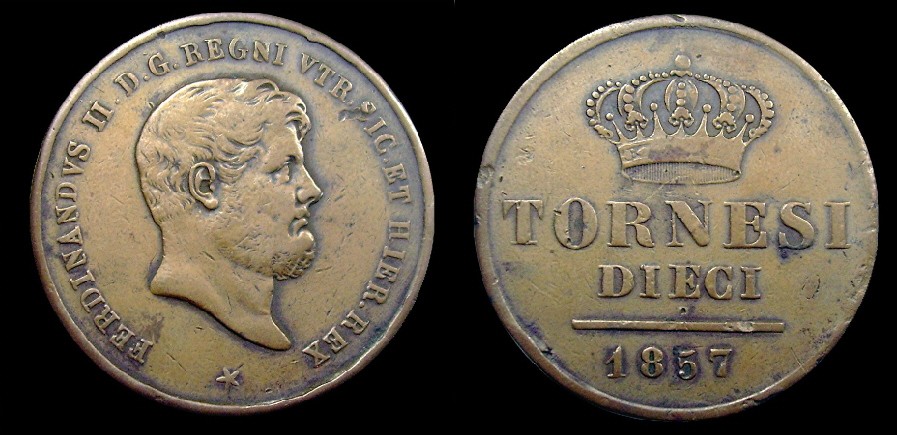 FERDINANDVS II. D.G. REGNI VTR. SIC. ET HIER. REX
TORNESI
DIECI
1857